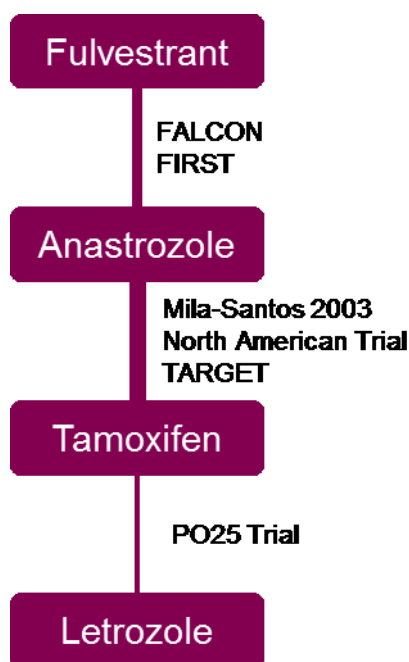 Fulvestrant
FALCON
FIRST
Anastrozole
Mila-Santos 2003
North American Trial
TARGET
Tamoxifen
PO25 Trial
Letrozole